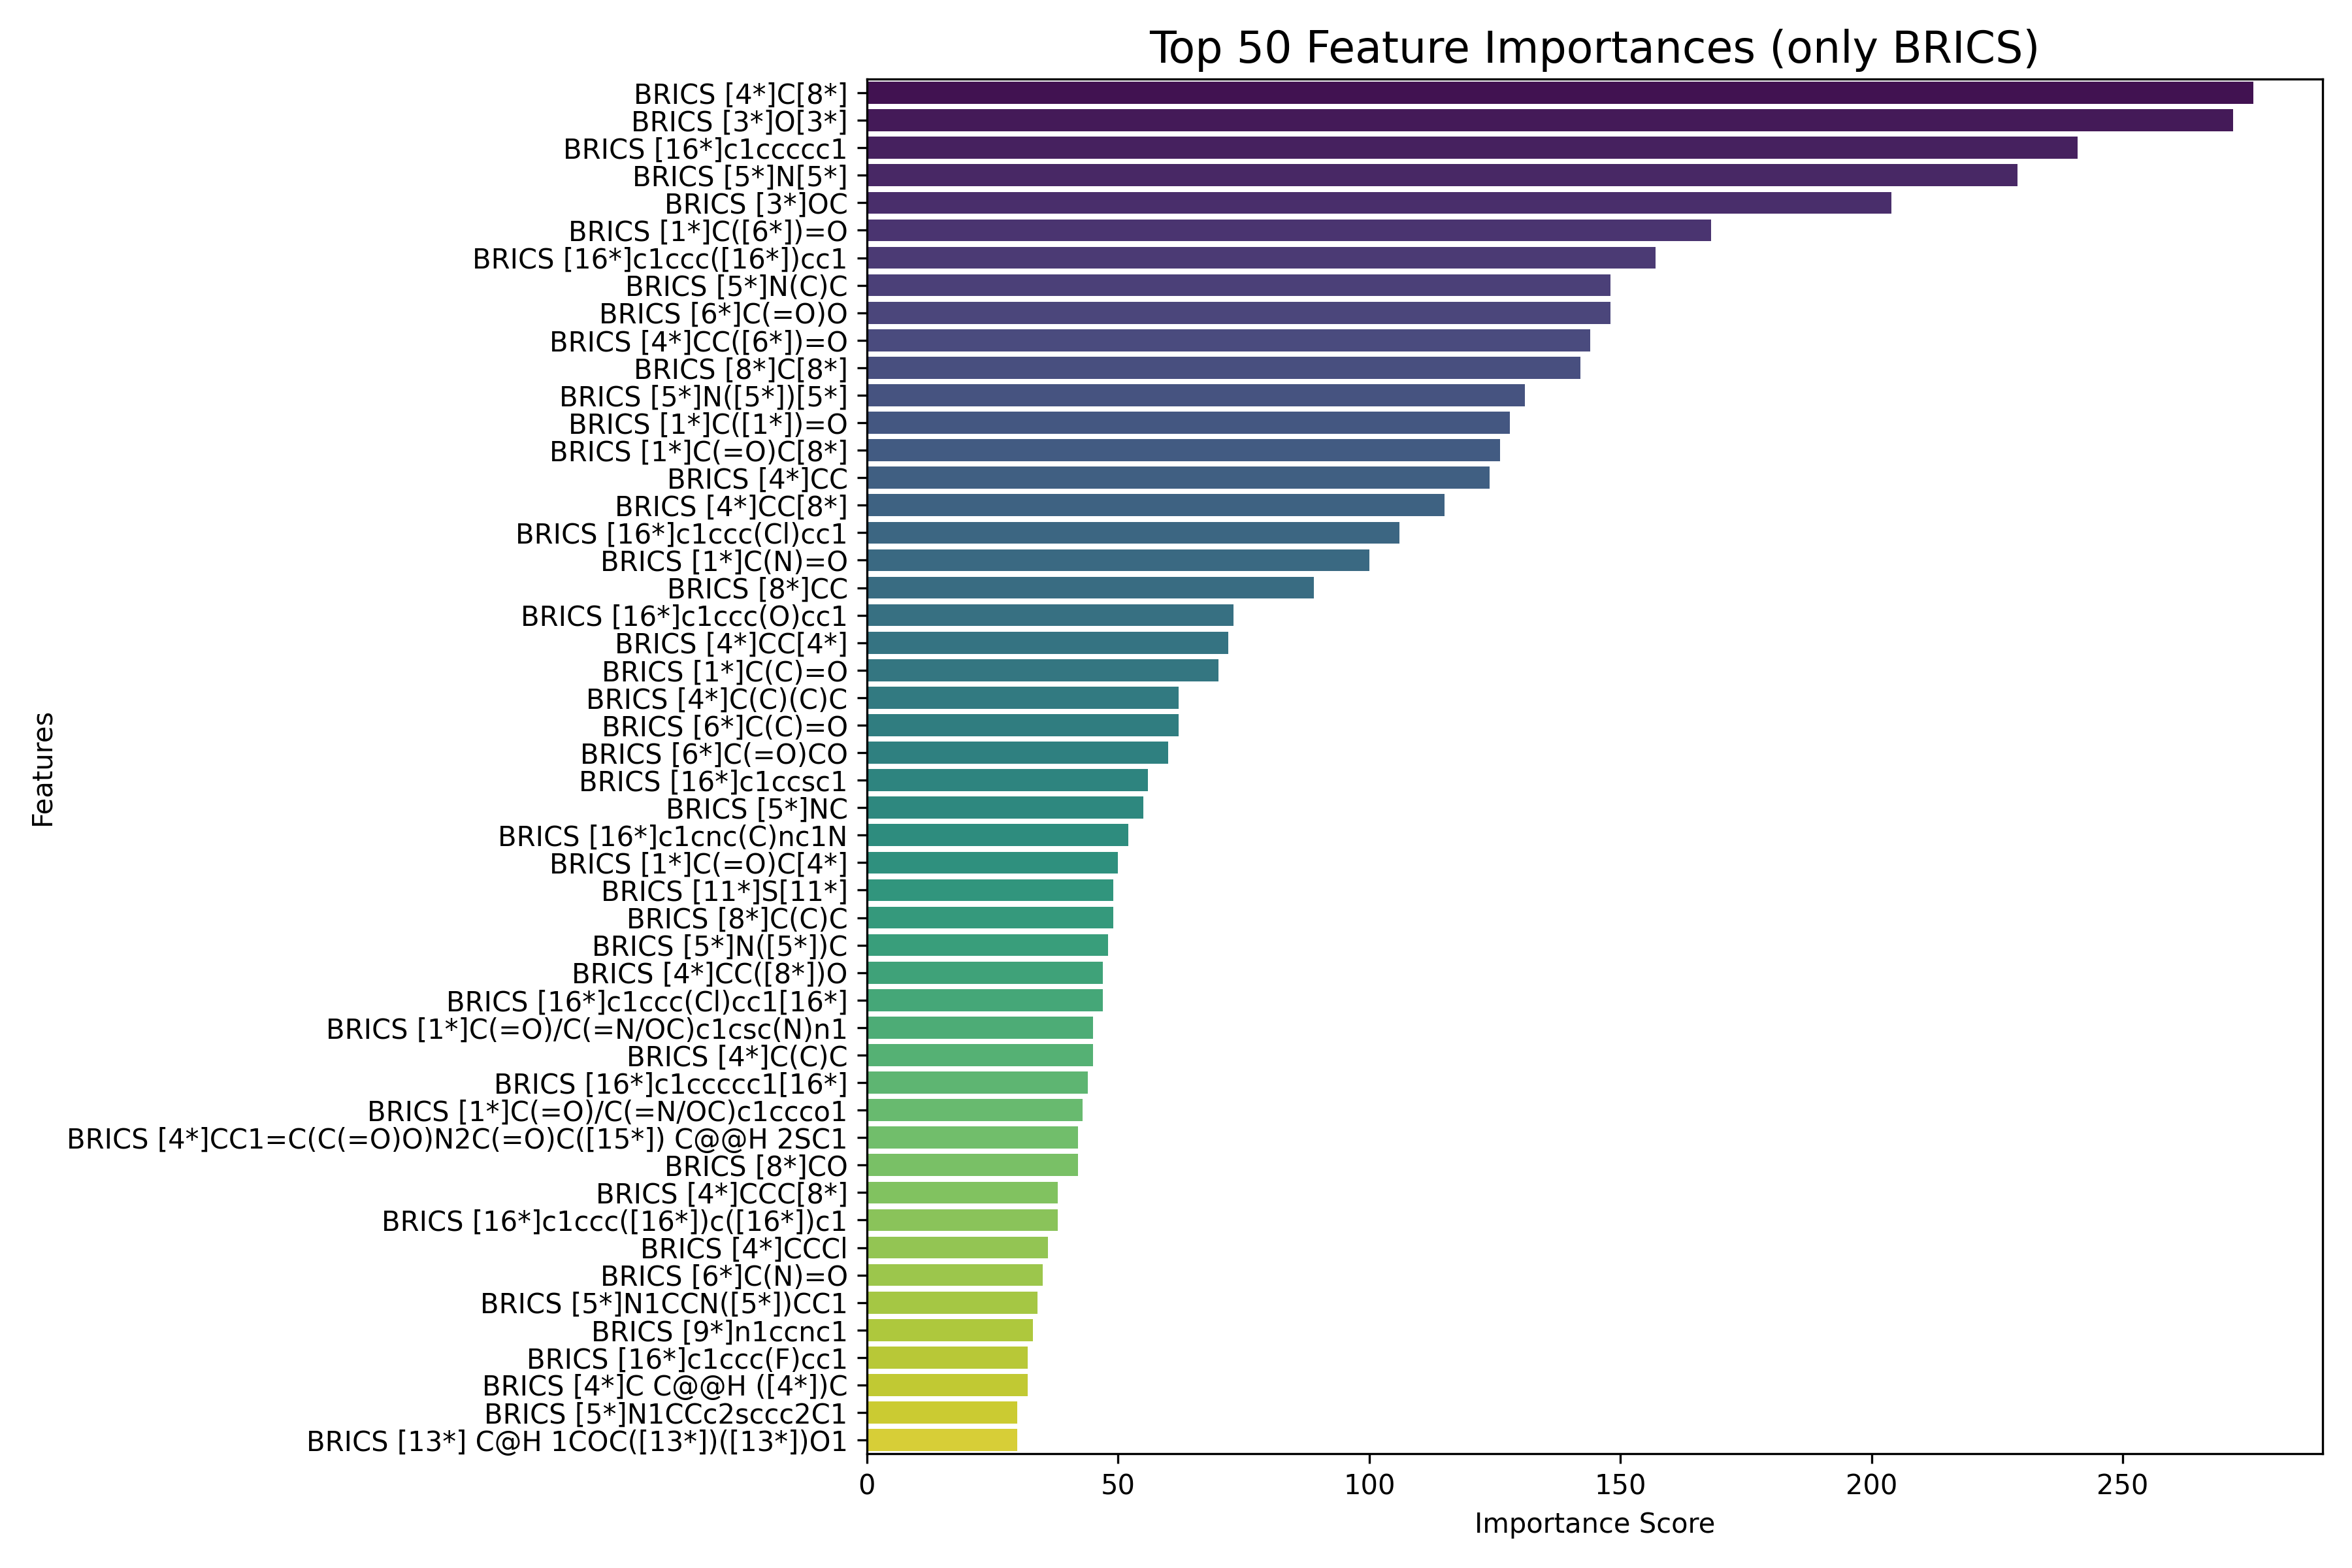 Top 50 Feature Importances (only BRICS)
BRICS [4*]C[8*]
BRICS [3*]O[3*]
BRICS [16*]c1ccccc1
BRICS [5*]N[5*]
BRICS [3*]OC
BRICS [1*]C([6*])=O
BRICS [16*]c1ccc([16*])cc1
BRICS [5*]N(C)C
BRICS [6*]C(=O)O
BRICS [4*]CC([6*])=O
BRICS [8*]C[8*]
BRICS [5*]N([5*])[5*]
BRICS [1*]C([1*])=O
BRICS [1*]C(=O)C[8*]
BRICS [4*]CC
BRICS [4*]CC[8*]
BRICS [16*]c1ccc(Cl)cc1
BRICS [1*]C(N)=O
BRICS [8*]CC
BRICS [16*]c1ccc(O)cc1
BRICS [4*]CC[4*]
BRICS [1*]C(C)=O
BRICS [4*]C(C)(C)C
BRICS [6*]C(C)=O
BRICS [6*]C(=O)CO
BRICS [16*]c1ccsc1
BRICS [5*]NC
BRICS [16*]c1cnc(C)nc1N
BRICS [1*]C(=O)C[4*]
BRICS [11*]S[11*]
BRICS [8*]C(C)C
BRICS [5*]N([5*])C
BRICS [4*]CC([8*])O
BRICS [16*]c1ccc(Cl)cc1[16*]
BRICS [1*]C(=O)/C(=N/OC)c1csc(N)n1
BRICS [4*]C(C)C
BRICS [16*]c1ccccc1[16*]
BRICS [1*]C(=O)/C(=N/OC)c1ccco1
BRICS [4*]CC1=C(C(=O)O)N2C(=O)C([15*]) C@@H 2SC1
BRICS [8*]CO
BRICS [4*]CCC[8*]
BRICS [16*]c1ccc([16*])c([16*])c1
BRICS [4*]CCCl
BRICS [6*]C(N)=O
BRICS [5*]N1CCN([5*])CC1
BRICS [9*]n1ccnc1
BRICS [16*]c1ccc(F)cc1
BRICS [4*]C C@@H ([4*])C
BRICS [5*]N1CCc2sccc2C1
BRICS [13*] C@H 1COC([13*])([13*])O1
Features
0 50 100 150 200 250
Importance Score